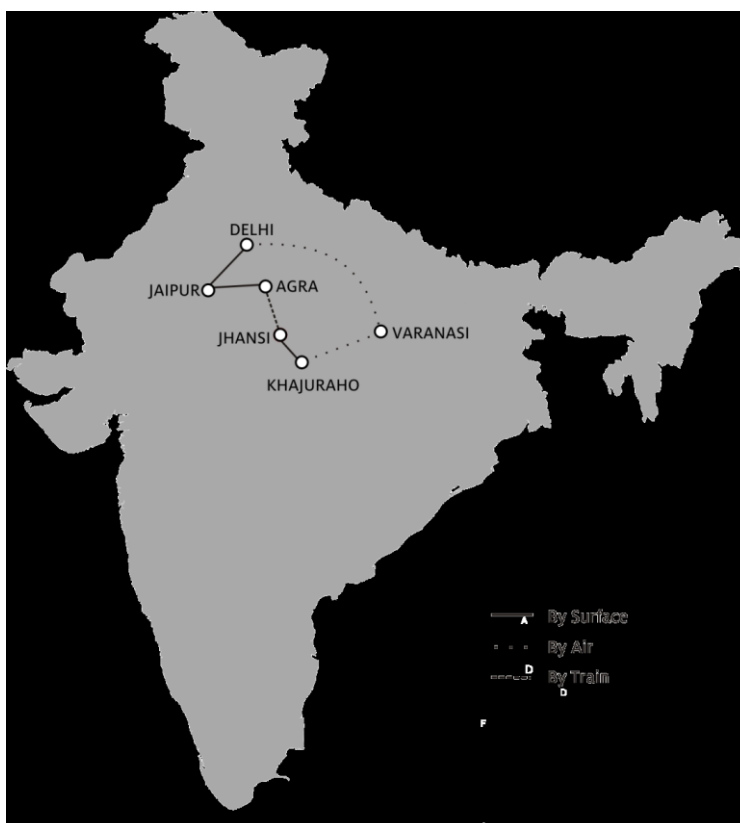 DELHI
JAIPUR
AGRA
JHANSI
VARANASI
KHAJURAHO
A
By Surface
By Air
D
By Train
D
F